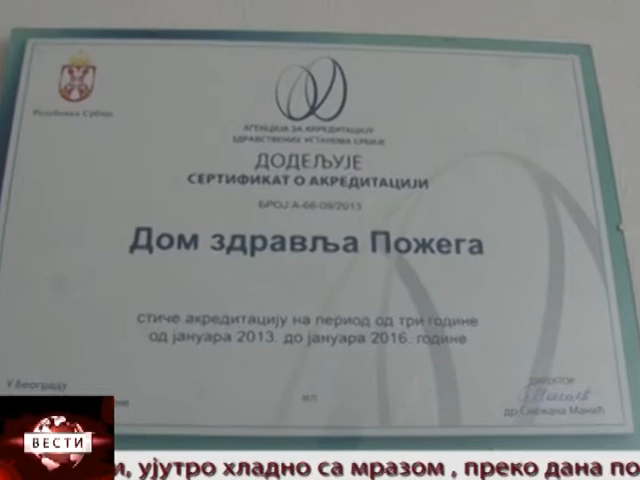 Република Србија
АГЕНЦИЈА ЗА АКРЕДИТАЦИЈУ
ЗДРАВСТВЕНИХ УСТАНОВА СРБИЈЕ
ДОДЕЉУЈЕ
СЕРТИФИКАТ О АКРЕДИТАЦИЈИ
БРОЈ А-66-09/2013
Дом здравља Пожега
стиче акредитацију на период од три године
од јануара 2013. до јануара 2016. године
У Београду
МП
ДИРЕКТОР
др Снежана Манић
ВЕСТИ
и, ујутро хладно са мразом , преко дана по